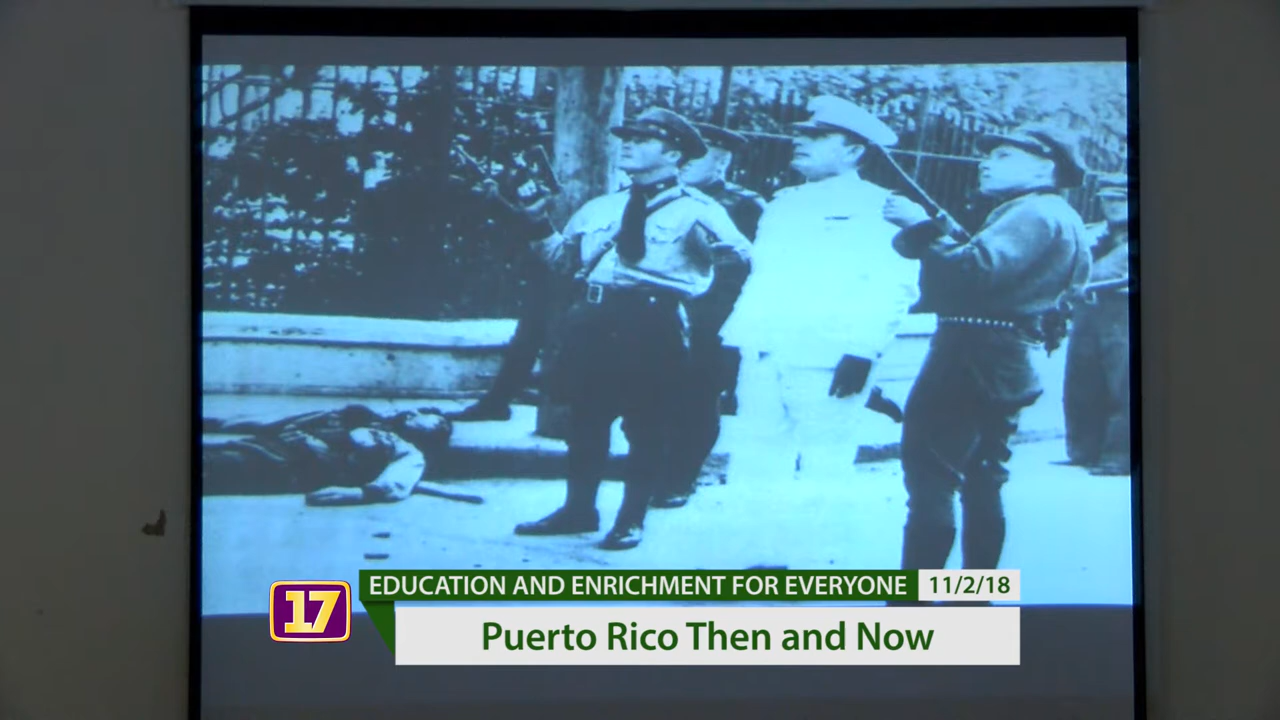 EDUCATION AND ENRICHMENT FOR EVERYONE 11/2/18
17
Puerto Rico Then and Now